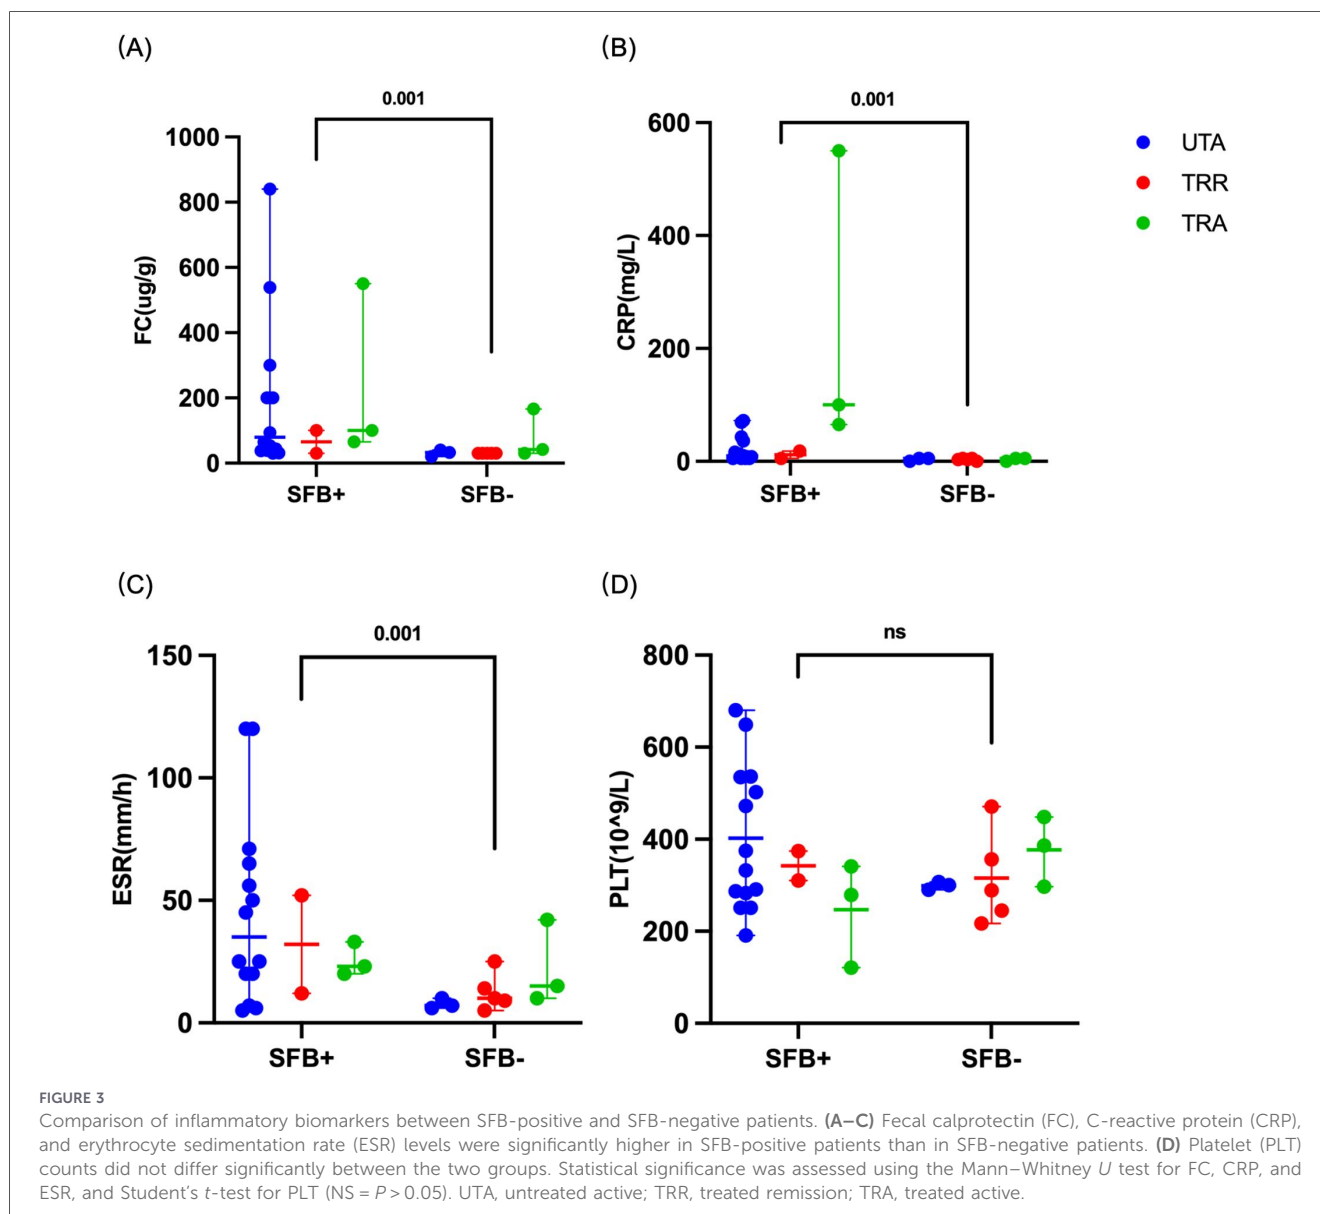 (A)
0.001
1000
800
600
400
200
0
FC(ug/g)
SFB+
SFB-
(B)
0.001
600
400
200
0
CRP(mg/L)
SFB+
SFB-
UTA
TRR
TRA
(C)
0.001
150
100
50
0
ESR(mm/h)
SFB+
SFB-
(D)
ns
800
600
400
200
0
PLT(10^9/L)
SFB+
SFB-
FIGURE 3
Comparison of inflammatory biomarkers between SFB-positive and SFB-negative patients. (A–C) Fecal calprotectin (FC), C-reactive protein (CRP),
and erythrocyte sedimentation rate (ESR) levels were significantly higher in SFB-positive patients than in SFB-negative patients. (D) Platelet (PLT)
counts did not differ significantly between the two groups. Statistical significance was assessed using the Mann–Whitney U test for FC, CRP, and
ESR, and Student's t-test for PLT (NS = P > 0.05). UTA, untreated active; TRR, treated remission; TRA, treated active.